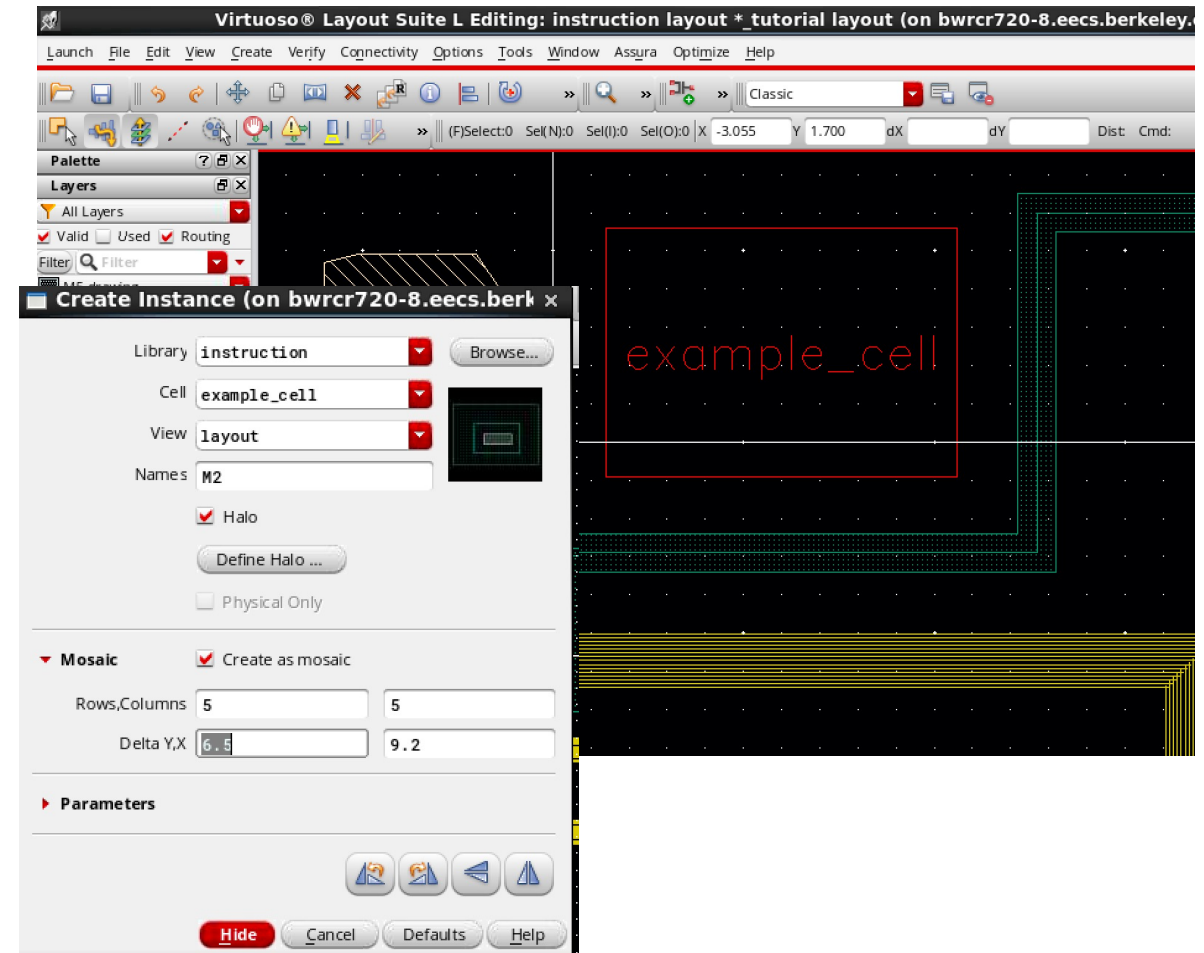 Virtuoso® Layout Suite L Editing: instruction layout *_tutorial layout (on bwrcr720-8.eecs.berkeley.
Launch File Edit View Create Verify Connectivity Options Tools Window Assura Optimize Help
» » » Classic
» (F)Select:0 Sel(N):0 Sel(I):0 Sel(O):0 X -3.055 Y 1.700 dX dY Dist: Cmd:
Palette
Layers
All Layers
Valid Used Routing
Filter Filter
Create Instance (on bwrcr720-8.eecs.berk
Library instruction Browse...
example_cell
Cell example_cell
View layout
Names M2
Halo
Define Halo ...
Physical Only
Mosaic Create as mosaic
Rows,Columns 5 5
Delta Y,X 6.5 9.2
Parameters
Hide Cancel Defaults Help